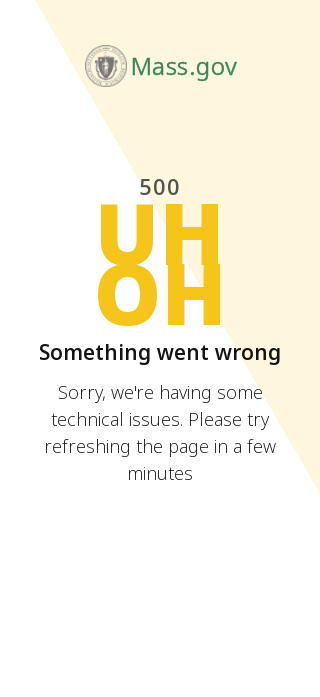 Mass.gov
500
UH
OH
Something went wrong
Sorry, we're having some
technical issues. Please try
refreshing the page in a few
minutes